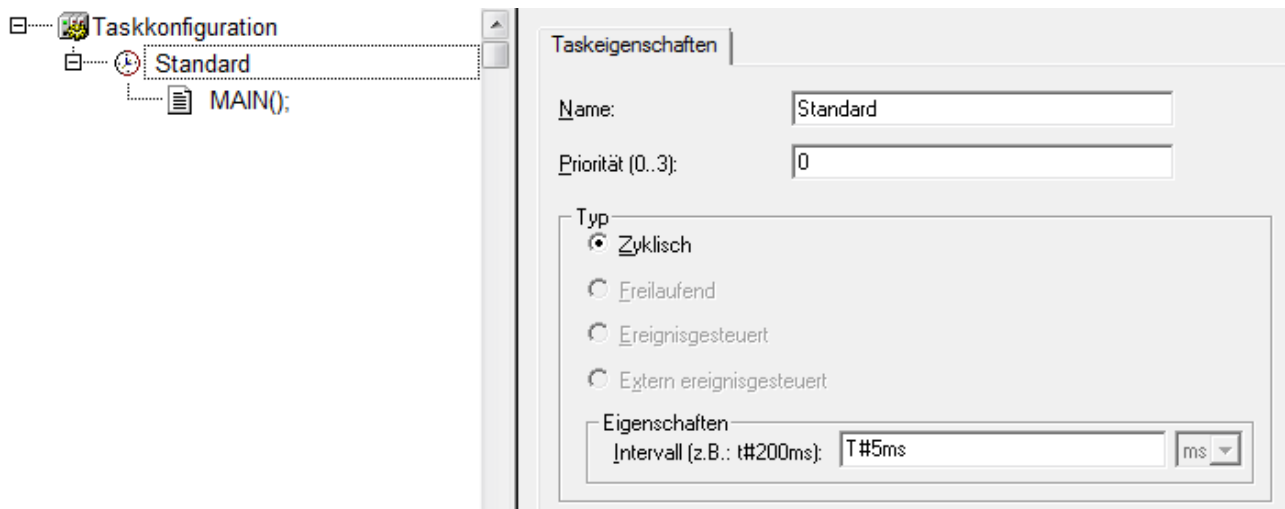 Taskkonfiguration
Standard
MAIN();
Taskeigenschaften
Name: Standard
Priorität (0..3): 0
Typ
Zyklisch
Freilaufend
Ereignisgesteuert
Extern ereignisgesteuert
Eigenschaften
Intervall (z.B.: t#200ms): T#5ms ms